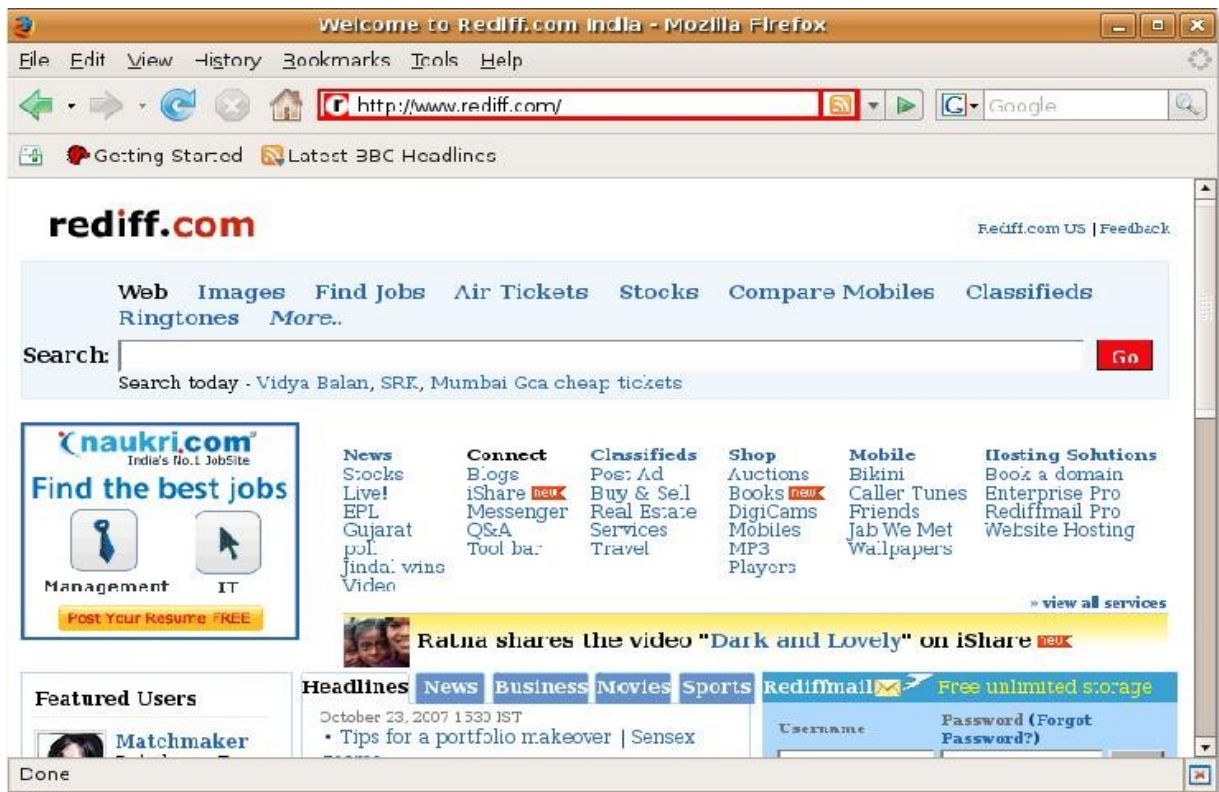 Welcome to Rediff.com India - Mozilla Firefox
File Edit View History Bookmarks Tools Help
http://www.rediff.com/
G Google
Getting Started Latest BBC Headlines
rediff.com
Rediff.com US | Feedback
Web Images Find Jobs Air Tickets Stocks Compare Mobiles Classifieds
Ringtones More..
Search: Go
Search today - Vidya Balan, SRK, Mumbai Goa cheap tickets
naukri.com
India's No.1 JobSite
Find the best jobs
Management IT
Post Your Resume FREE
News
Stocks
Live!
EPL
Gujarat
poll
Jindal wins
Video
Connect
Blogs
iShare new
Messenger
Q&A
Tool bar
Classifieds
Post Ad
Buy & Sell
Real Estate
Services
Travel
Shop
Auctions
Books new
DigiCams
Mobiles
MP3
Players
Mobile
Bikini
Caller Tunes
Friends
Jab We Met
Wallpapers
Hosting Solutions
Book a domain
Enterprise Pro
Rediffmail Pro
Website Hosting
» view all services
Ratna shares the video "Dark and Lovely" on iShare new
Featured Users
Matchmaker
Headlines News Business Movies Sports
October 23, 2007 1530 IST
• Tips for a portfolio makeover | Sensex
Rediffmail Free unlimited storage
Username
Password (Forgot
Password?)
Done